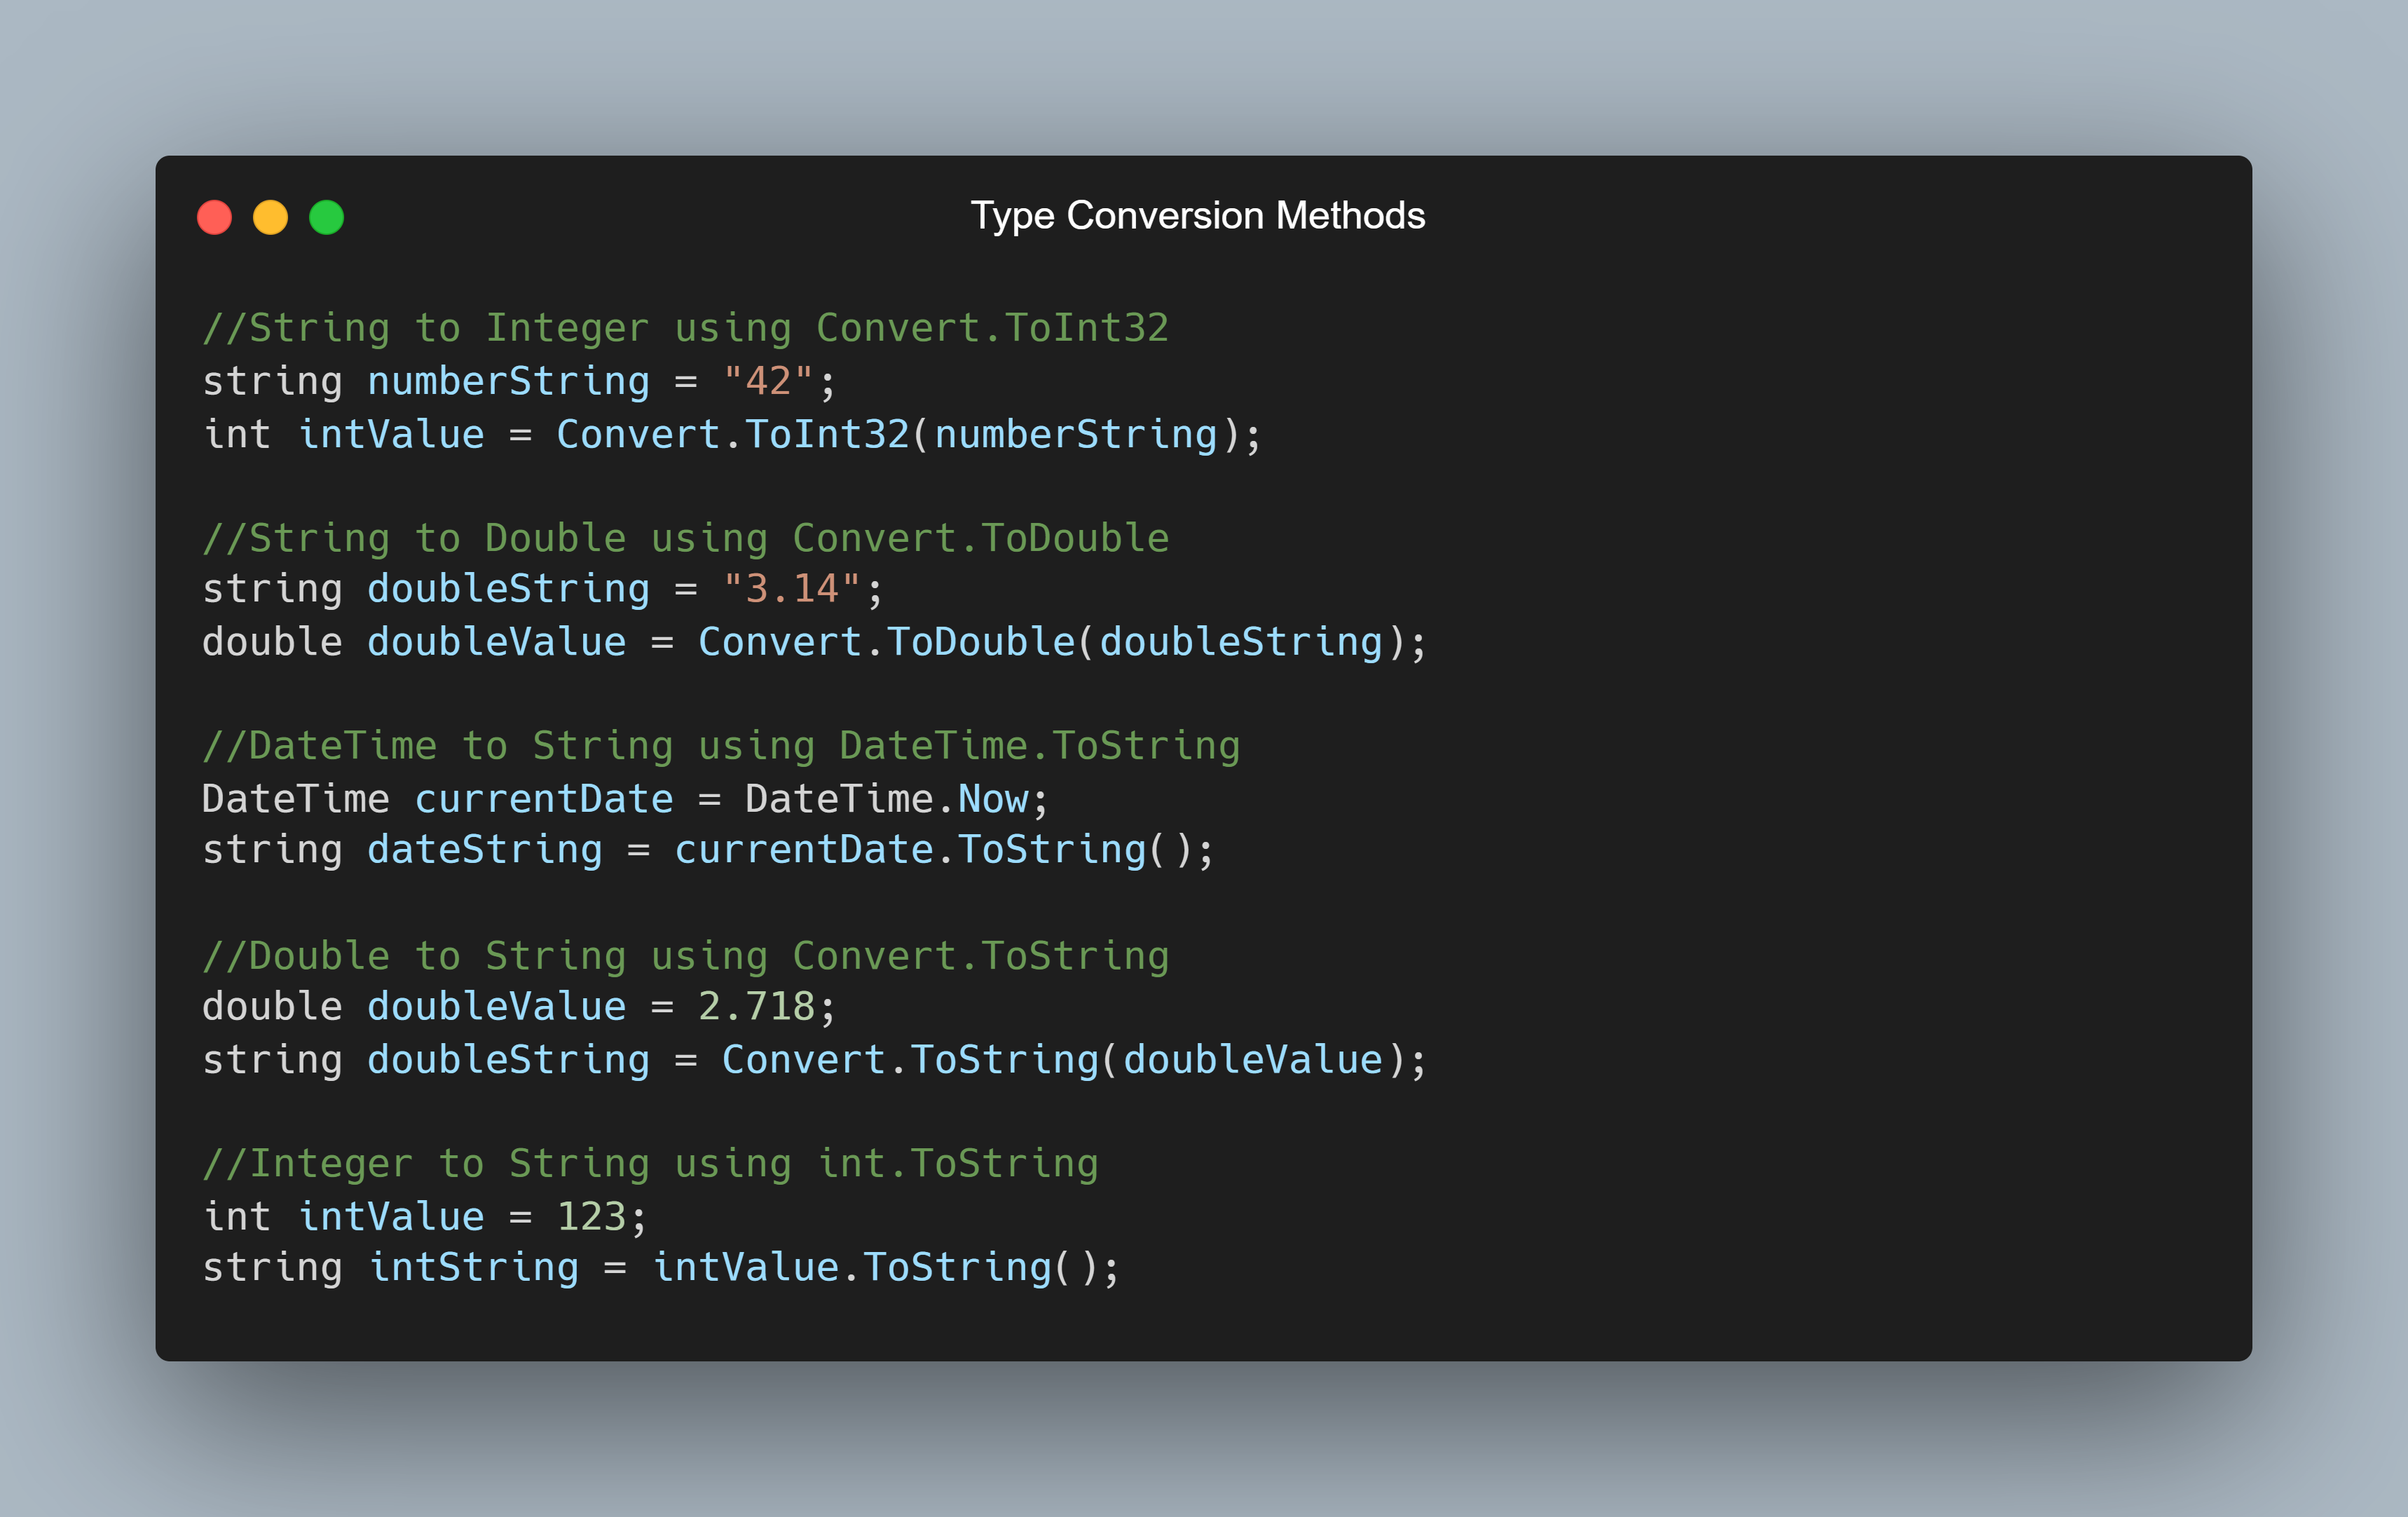 Type Conversion Methods
//String to Integer using Convert.ToInt32
string numberString = "42";
int intValue = Convert.ToInt32(numberString);
//String to Double using Convert.ToDouble
string doubleString = "3.14";
double doubleValue = Convert.ToDouble(doubleString);
//DateTime to String using DateTime.ToString
DateTime currentDate = DateTime.Now;
string dateString = currentDate.ToString();
//Double to String using Convert.ToString
double doubleValue = 2.718;
string doubleString = Convert.ToString(doubleValue);
//Integer to String using int.ToString
int intValue = 123;
string intString = intValue.ToString();